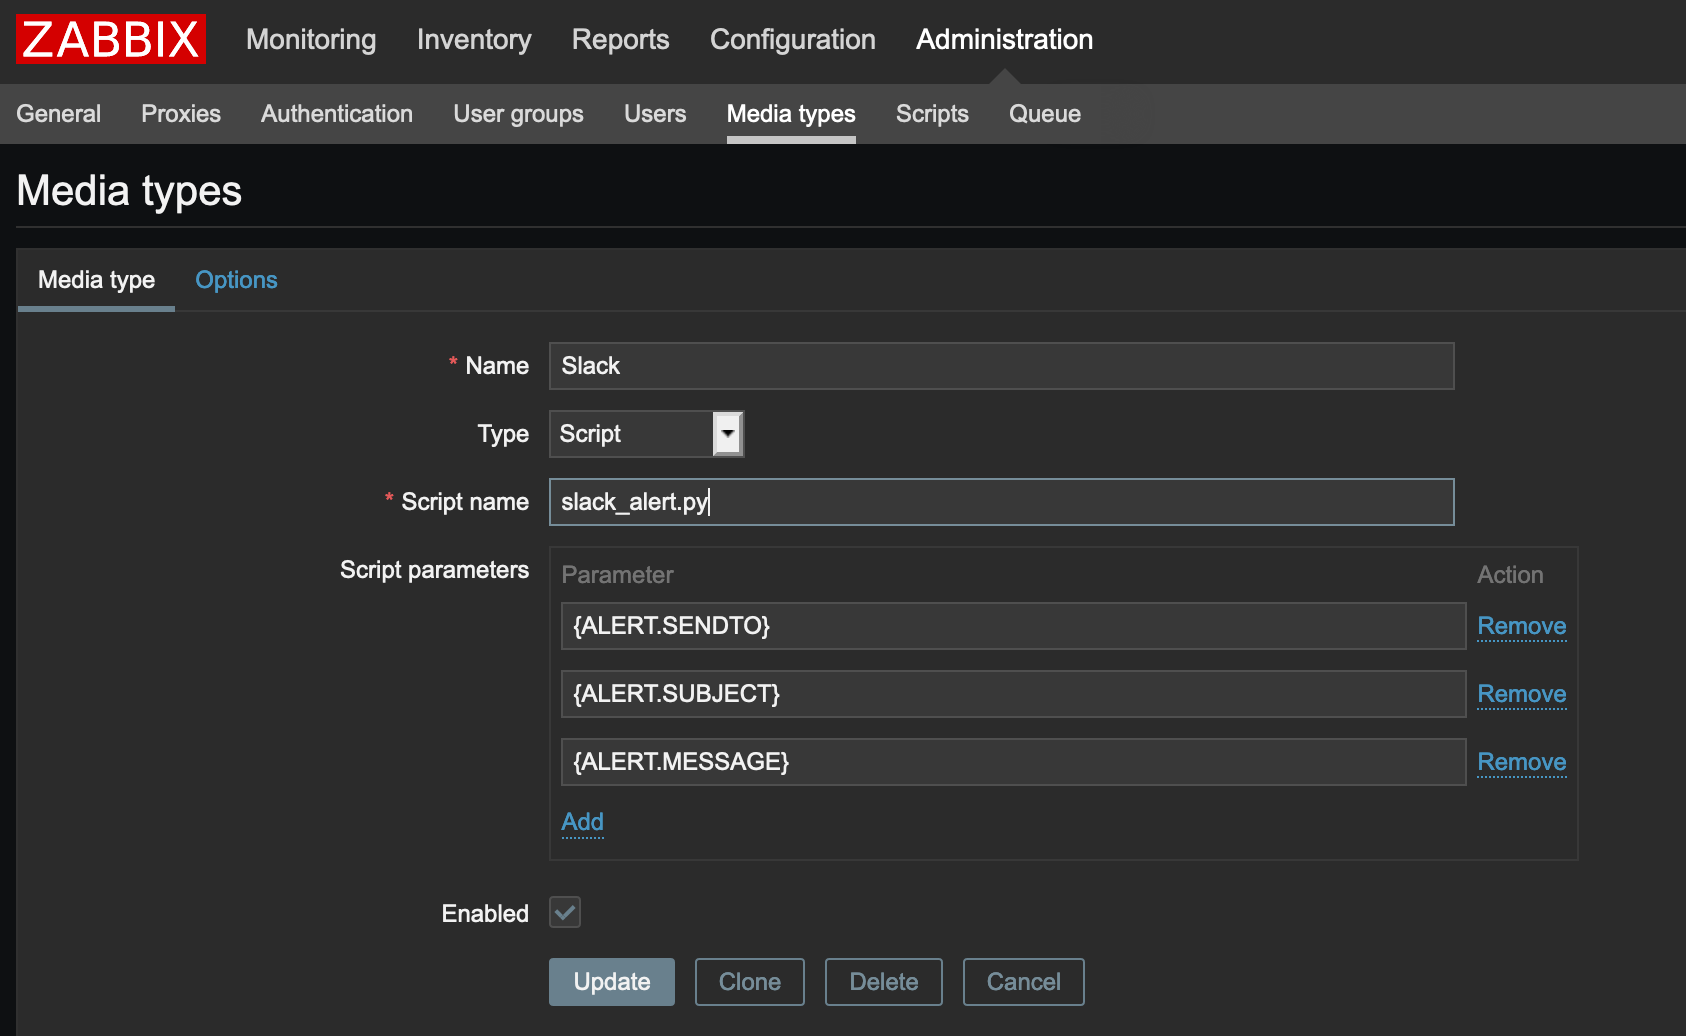 ZABBIX Monitoring Inventory Reports Configuration Administration
General Proxies Authentication User groups Users Media types Scripts Queue
Media types
Media type Options
* Name Slack
Type Script
* Script name slack_alert.py
Script parameters Parameter Action
{ALERT.SENDTO} Remove
{ALERT.SUBJECT} Remove
{ALERT.MESSAGE} Remove
Add
Enabled
Update Clone Delete Cancel